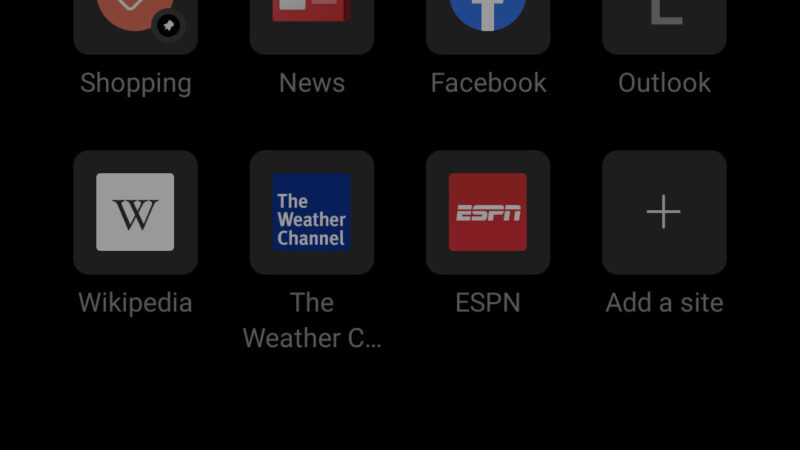 Shopping
News
Facebook
Outlook
W
The
Weather
Channel
ESPN
Wikipedia
The
Weather C...
ESPN
Add a site